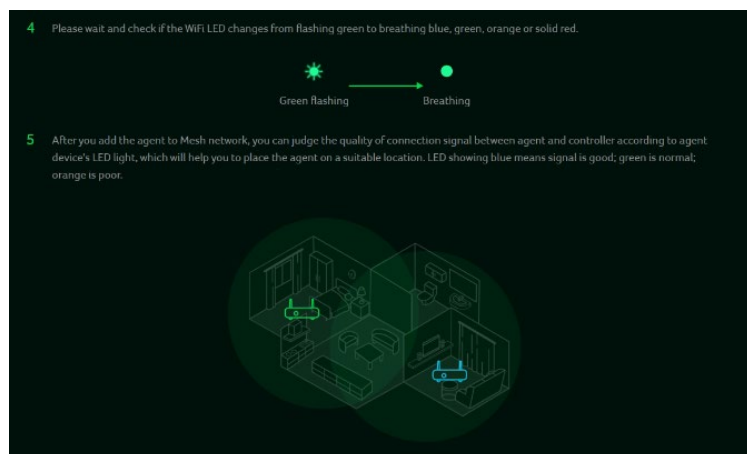 4 Please wait and check if the WiFi LED changes from flashing green to breathing blue, green, orange or solid red.
Green flashing
Breathing
5 After you add the agent to Mesh network, you can judge the quality of connection signal between agent and controller according to agent
device's LED light, which will help you to place the agent on a suitable location. LED showing blue means signal is good; green is normal;
orange is poor.